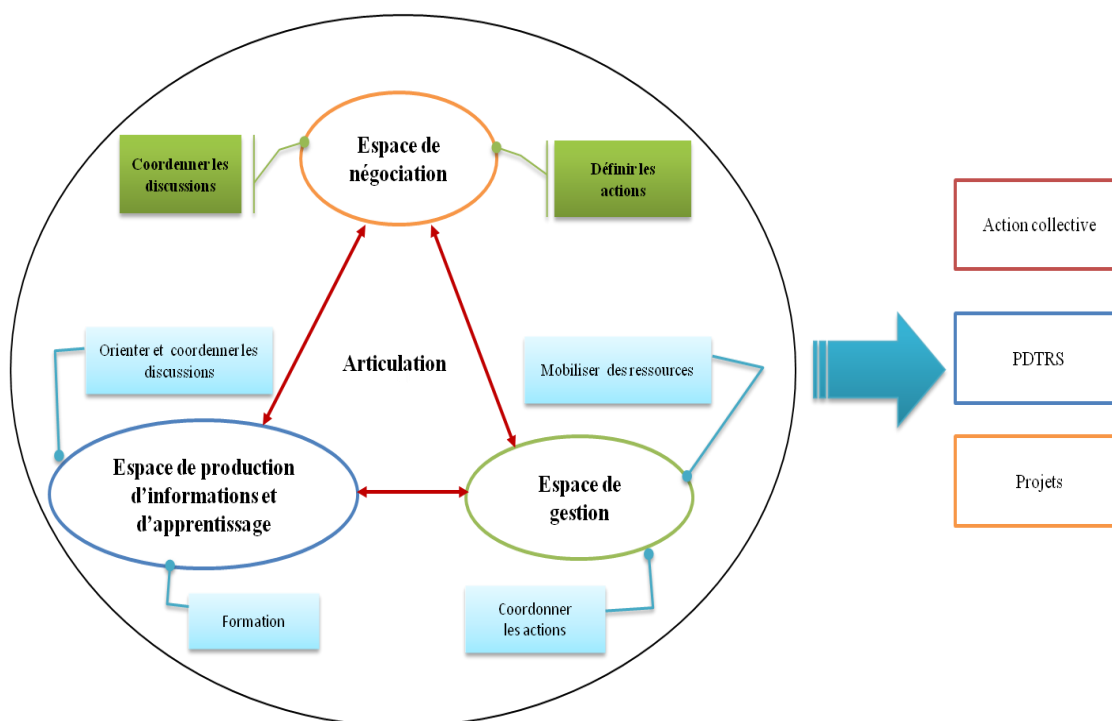 Espace de
négociation
Coordenner les
discussions
Définir les
actions
Action collective
Orienter et coordenner les
discussions
Articulation
Mobiliser des ressources
PDTRS
Espace de production
d'informations et
d'apprentissage
Espace de
gestion
Projets
Formation
Coordonner
les actions